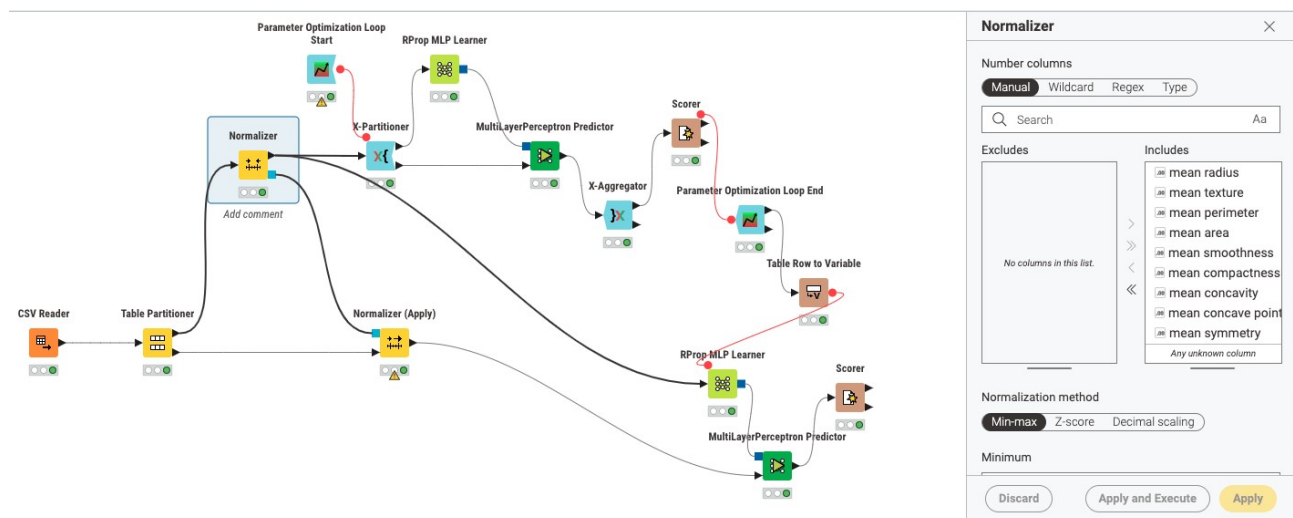 Parameter Optimization Loop
Start
RProp MLP Learner
Normalizer
Add comment
X-Partitioner
MultiLayerPerceptron Predictor
Scorer
X-Aggregator
Parameter Optimization Loop End
Table Row to Variable
CSV Reader
Table Partitioner
Normalizer (Apply)
RProp MLP Learner
Scorer
MultiLayerPerceptron Predictor
Normalizer
Number columns
Manual Wildcard Regex Type
Search Aa
Excludes Includes
No columns in this list.
mean radius
mean texture
mean perimeter
mean area
mean smoothness
mean compactness
mean concavity
mean concave point
mean symmetry
Any unknown column
Normalization method
Min-max Z-score Decimal scaling
Minimum
Discard Apply and Execute Apply